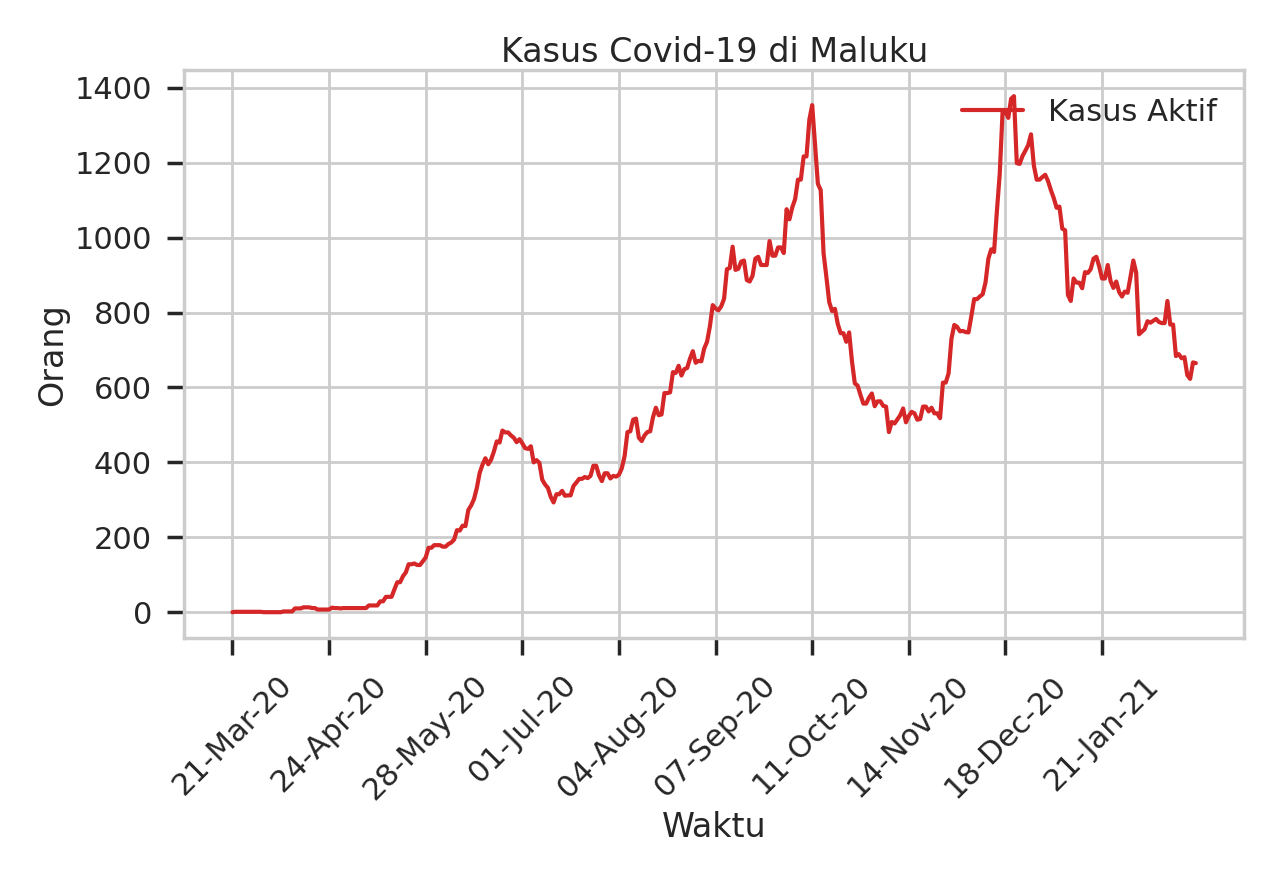 Kasus Covid-19 di Maluku
Kasus Aktif
Orang
1400
1200
1000
800
600
400
200
0
21-Mar-20
24-Apr-20
28-May-20
01-Jul-20
04-Aug-20
07-Sep-20
11-Oct-20
14-Nov-20
18-Dec-20
21-Jan-21
Waktu